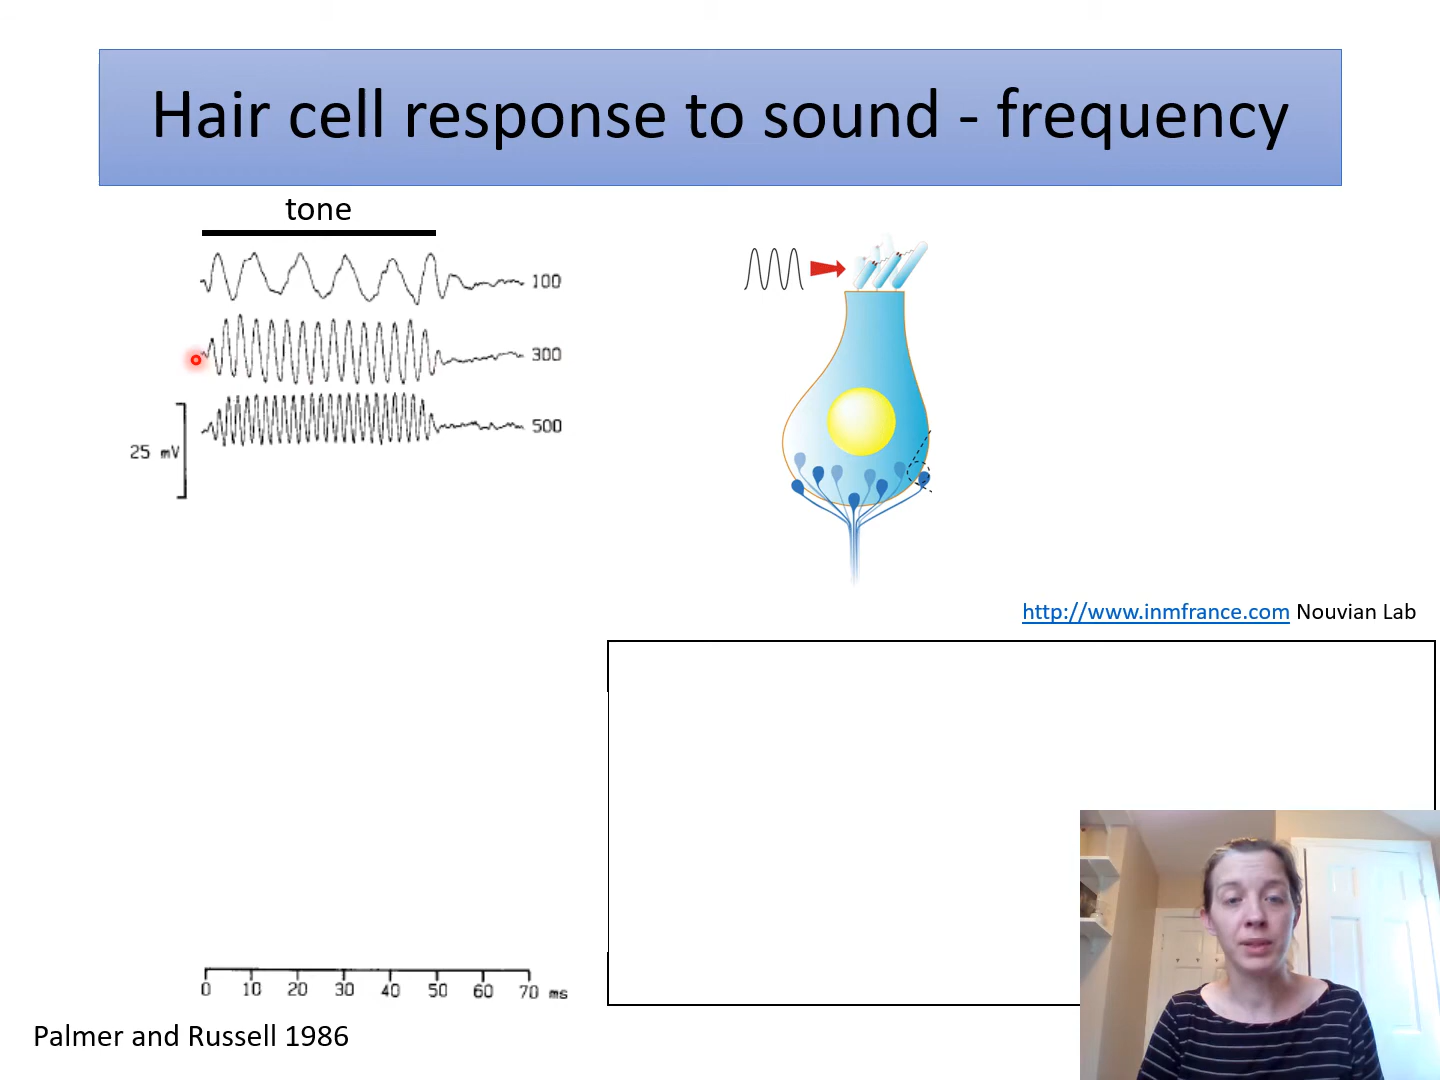 Hair cell response to sound - frequency
tone
100
300
500
25 mV
http://www.inmfrance.com Nouvian Lab
0 10 20 30 40 50 60 70 ms
Palmer and Russell 1986